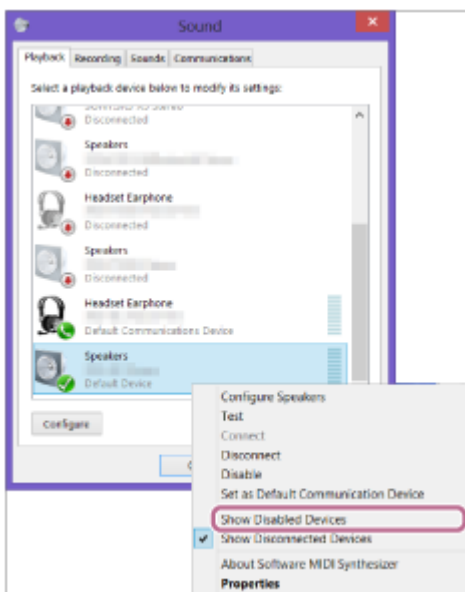 Sound
Playback Recording Sounds Communications
Select a playback device below to modify its settings:
Disconnected
Speakers
Disconnected
Headset Earphone
Disconnected
Speakers
Disconnected
Headset Earphone
Default Communications Device
Speakers
Default Device
Configure
Configure Speakers
Test
Connect
Disconnect
Disable
Set as Default Communication Device
Show Disabled Devices
Show Disconnected Devices
About Software MIDI Synthesizer
Properties